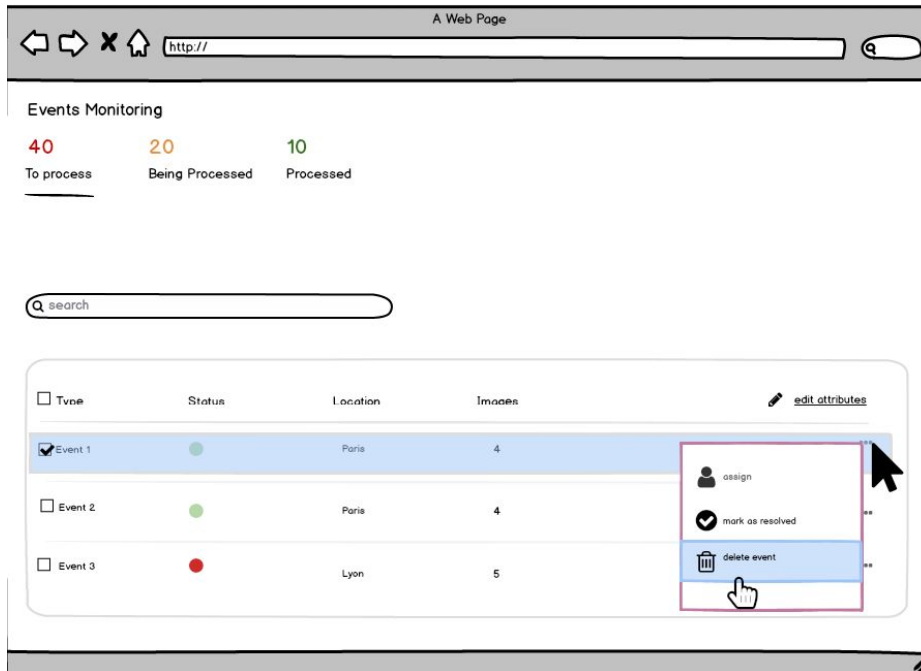 A Web Page
http://
Events Monitoring
40 20 10
To process Being Processed Processed
search
Type Status Location Images edit attributes
Event 1 Paris 4
assign
Event 2 Paris 4
mark as resolved
delete event
Event 3 Lyon 5